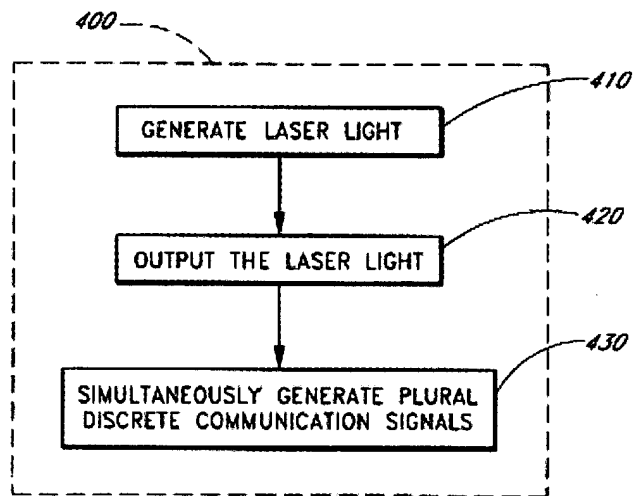 400
410
GENERATE LASER LIGHT
420
OUTPUT THE LASER LIGHT
430
SIMULTANEOUSLY GENERATE PLURAL
DISCRETE COMMUNICATION SIGNALS